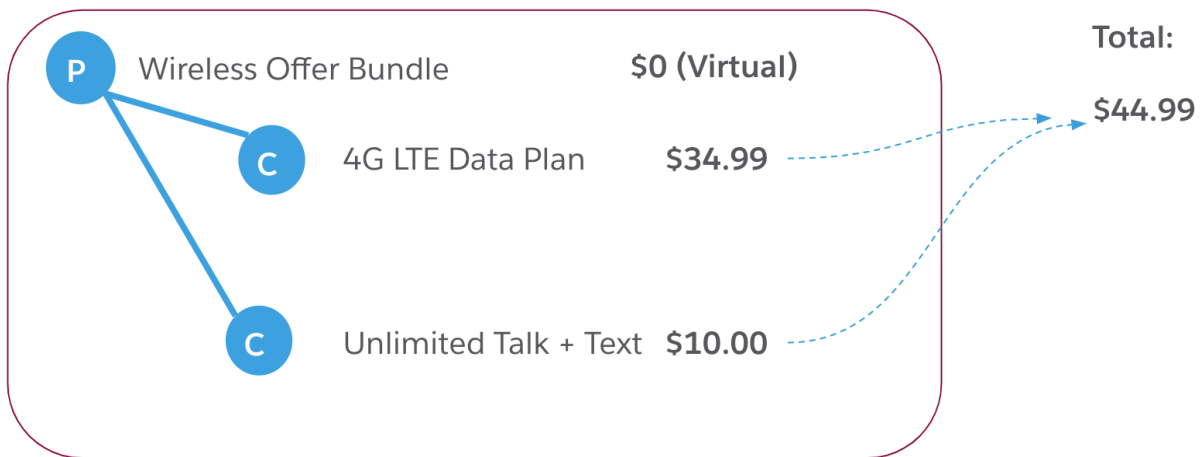 Total:
P Wireless Offer Bundle $0 (Virtual)
$44.99
C 4G LTE Data Plan $34.99
C Unlimited Talk + Text $10.00